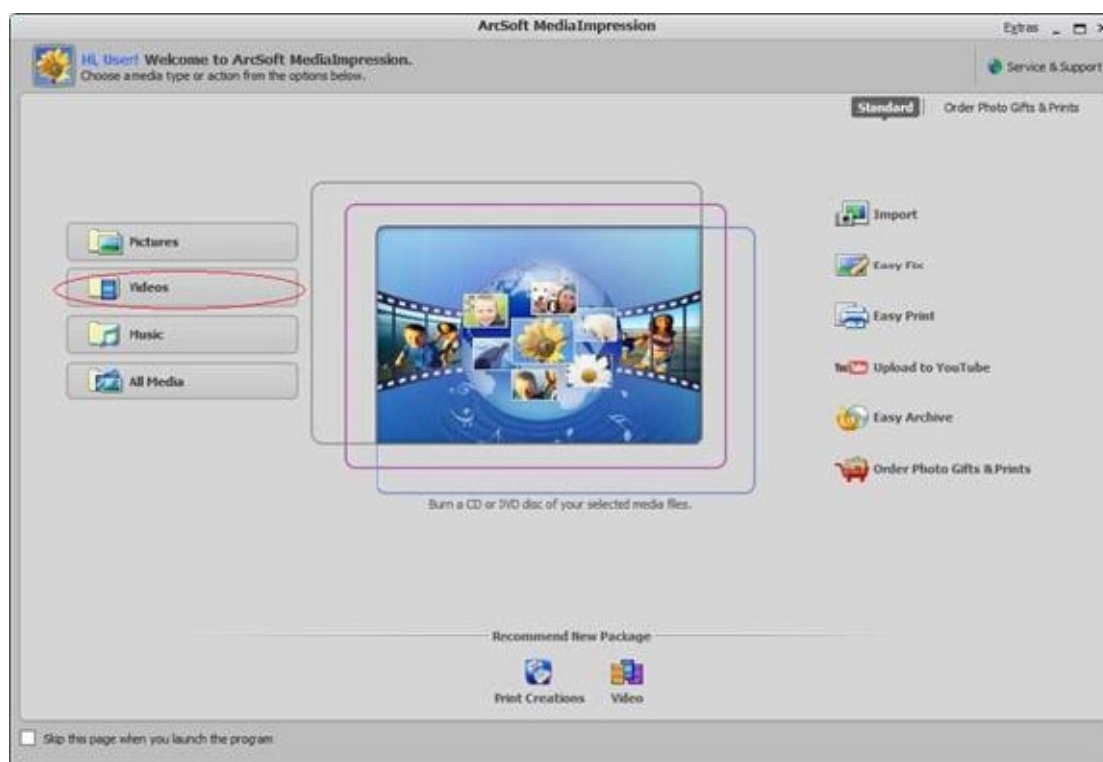 ArcSoft MediaImpression
Extras
Hi, User! Welcome to ArcSoft MediaImpression.
Choose a media type or action from the options below.
Service & Support
Standard
Order Photo Gifts & Prints
Pictures
Videos
Music
All Media
Import
Easy Fix
Easy Print
Upload to YouTube
Easy Archive
Order Photo Gifts & Prints
Burn a CD or DVD disc of your selected media files.
Recommend New Package
Print Creations
Video
Skip this page when you launch the program